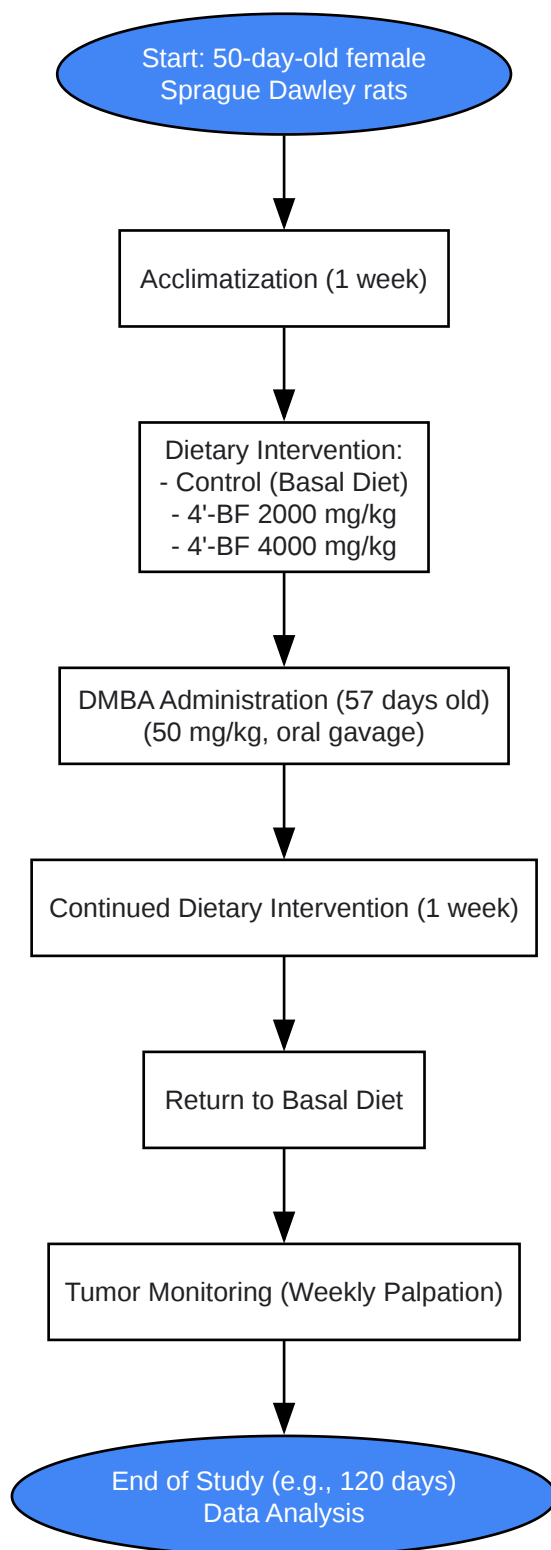 Start: 50-day-old female
Sprague Dawley rats
Acclimatization (1 week)
Dietary Intervention:
- Control (Basal Diet)
- 4'-BF 2000 mg/kg
- 4'-BF 4000 mg/kg
DMBA Administration (57 days old)
(50 mg/kg, oral gavage)
Continued Dietary Intervention (1 week)
Return to Basal Diet
Tumor Monitoring (Weekly Palpation)
End of Study (e.g., 120 days)
Data Analysis